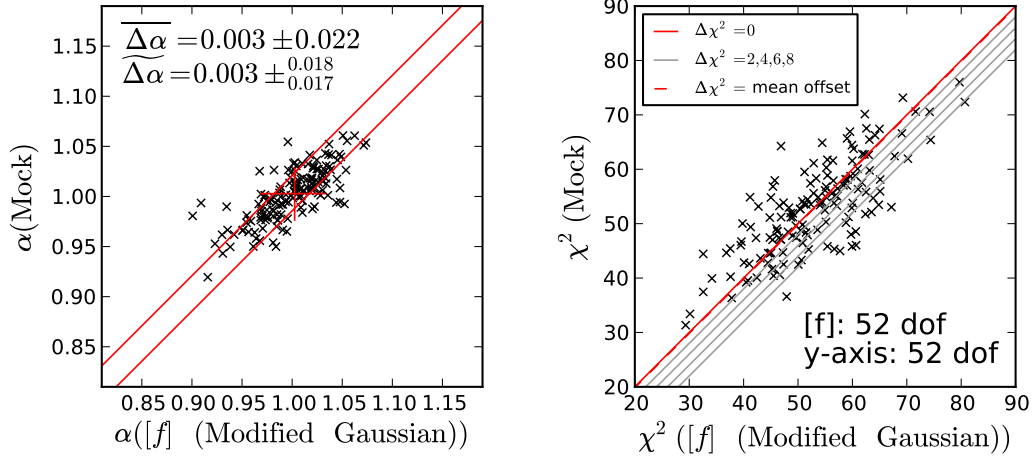 Δα =0.003 ±0.022
Δα =0.003 ±0.018 0.017
1.15
1.10
1.05
1.00
0.95
0.90
0.85
α(Mock)
0.85 0.90 0.95 1.00 1.05 1.10 1.15
α([f] (Modified Gaussian))
Δχ² =0
Δχ² =2,4,6,8
Δχ² = mean offset
[f]: 52 dof
y-axis: 52 dof
90
80
70
60
50
40
30
20
χ² (Mock)
20 30 40 50 60 70 80 90
χ² ([f] (Modified Gaussian))